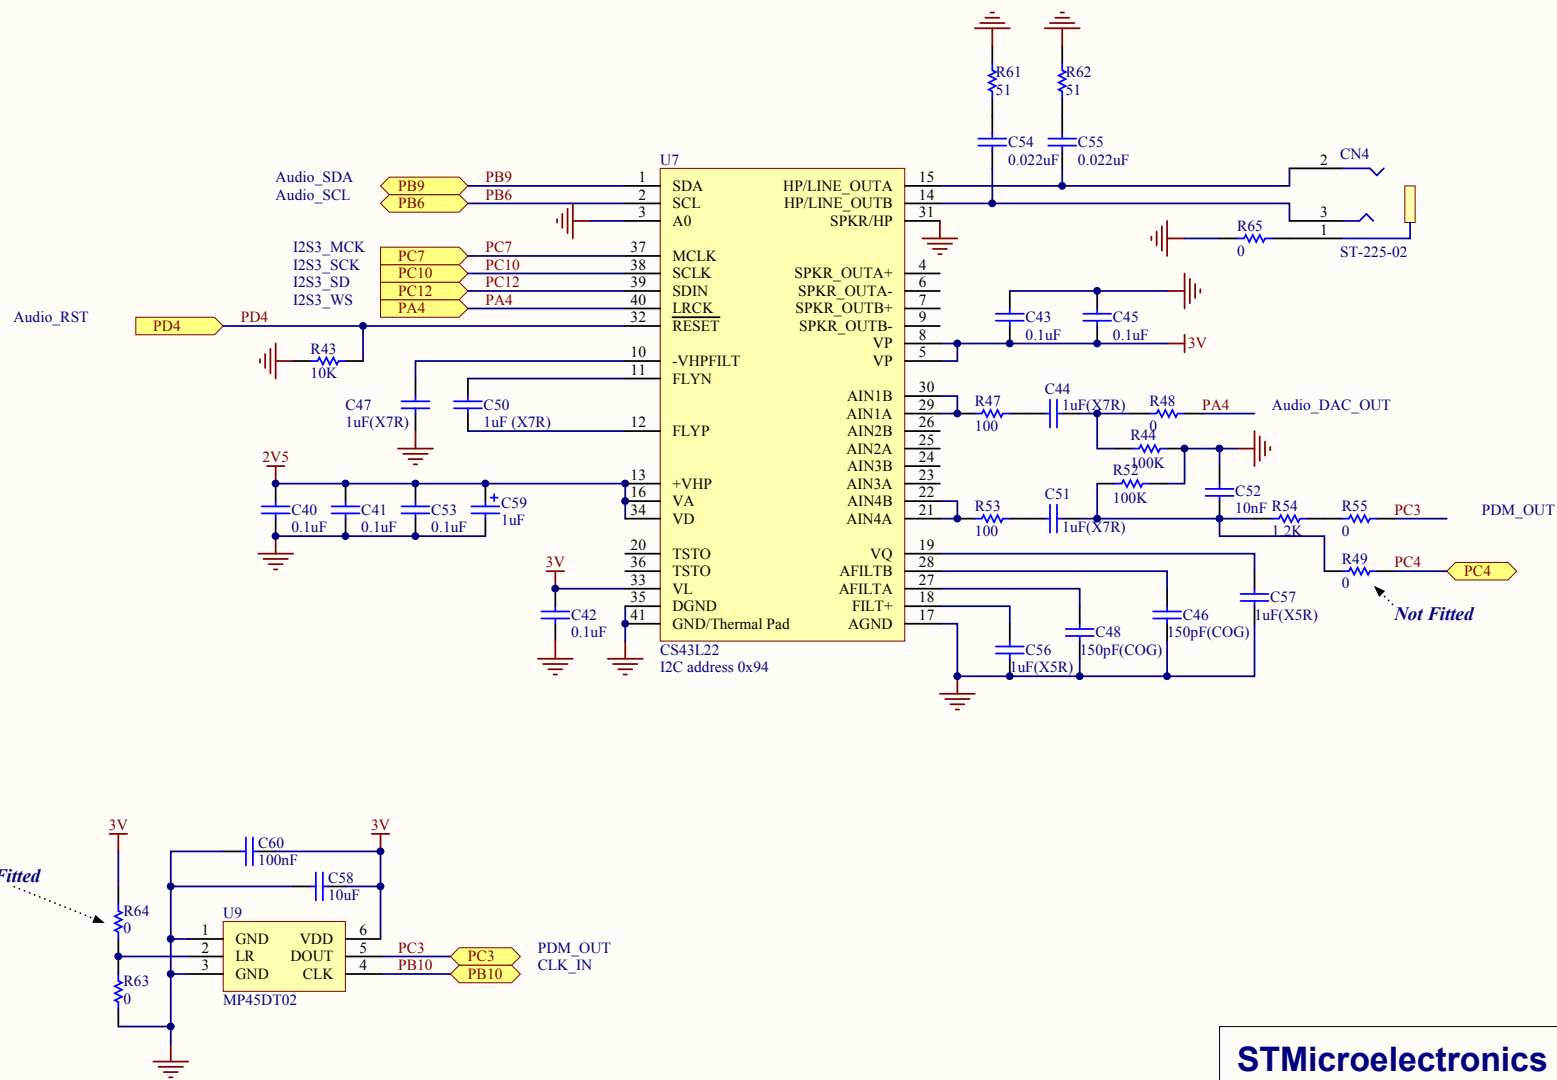 R61
51
R62
51
C54
0.022uF
C55
0.022uF
U7
2
CN4
Audio_SDA
PB9
PB9
1
SDA
HP/LINE_OUTA
15
Audio_SCL
PB6
PB6
2
SCL
HP/LINE_OUTB
14
3
A0
SPKR/HP
31
3
R65
0
1
ST-225-02
I2S3_MCK
PC7
PC7
37
MCLK
I2S3_SCK
PC10
PC10
38
SCLK
SPKR_OUTA+
4
I2S3_SD
PC12
PC12
39
SDIN
SPKR_OUTA-
6
I2S3_WS
PA4
PA4
40
LRCK
SPKR_OUTB+
7
Audio_RST
PD4
PD4
32
RESET
SPKR_OUTB-
9
C43
0.1uF
C45
0.1uF
VP
8
3V
R43
10K
10
-VHPFILT
VP
5
11
FLYN
C47
1uF(X7R)
C50
1uF (X7R)
12
FLYP
AIN1B
30
AIN1A
29
R47
100
C44
1uF(X7R)
R48
0
PA4
Audio_DAC_OUT
AIN2B
26
AIN2A
25
R44
100K
AIN3B
24
AIN3A
23
R52
100K
AIN4B
22
AIN4A
21
R53
100
C51
1uF(X7R)
C52
10nF
R54
1.2K
R55
0
PC3
PDM_OUT
2V5
13
+VHP
16
VA
34
VD
C40
0.1uF
C41
0.1uF
C53
0.1uF
+
C59
1uF
20
TSTO
VQ
19
R49
0
PC4
PC4
Not Fitted
36
TSTO
AFILTB
28
3V
33
VL
AFILTA
27
35
DGND
FILT+
18
41
GND/Thermal Pad
AGND
17
C42
0.1uF
C57
1uF(X5R)
C46
150pF(COG)
C48
150pF(COG)
C56
1uF(X5R)
CS43L22
I2C address 0x94
3V
3V
C60
100nF
C58
10uF
Fitted
R64
0
U9
1
GND
VDD
6
2
LR
DOUT
5
PC3
PC3
PDM_OUT
3
GND
CLK
4
PB10
PB10
CLK_IN
R63
0
MP45DT02
STMicroelectronics